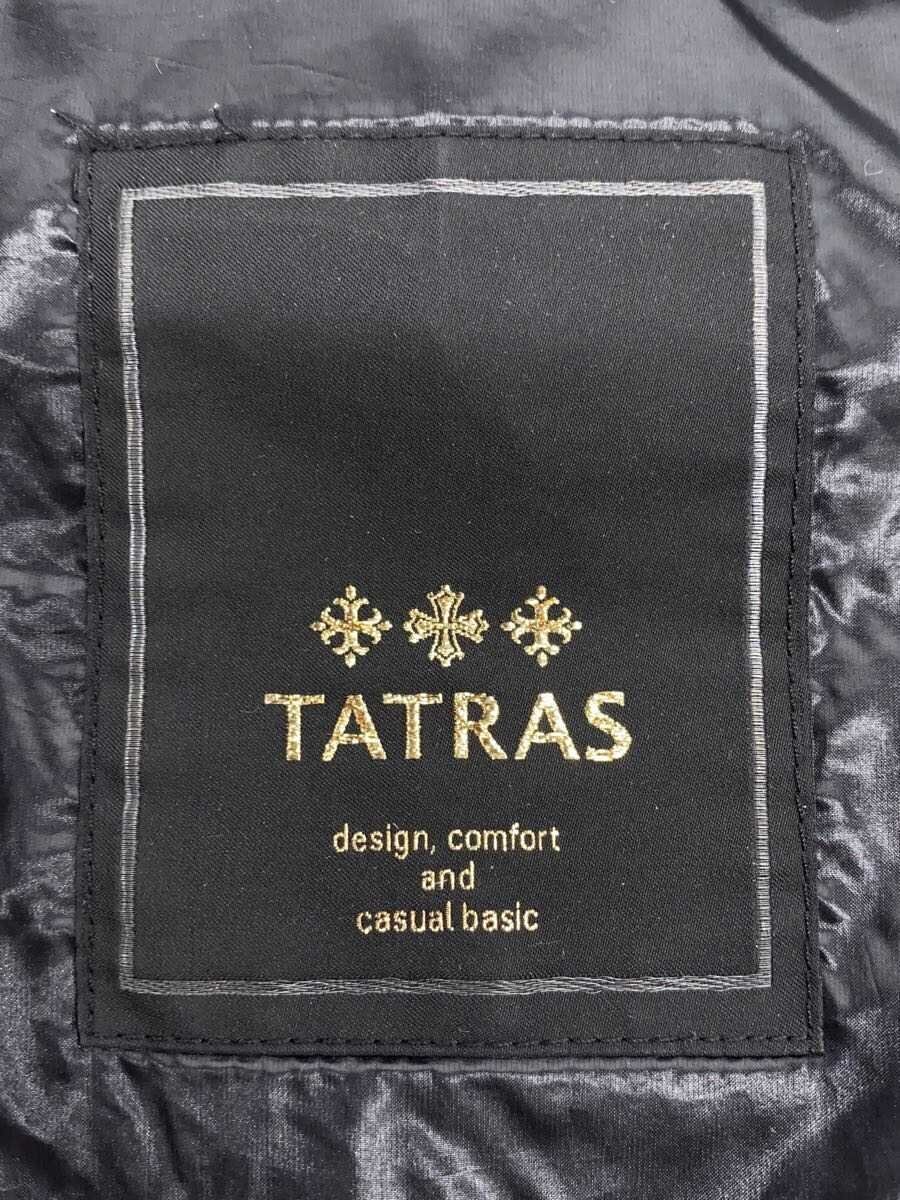 TATRAS
design, comfort
and
casual basic